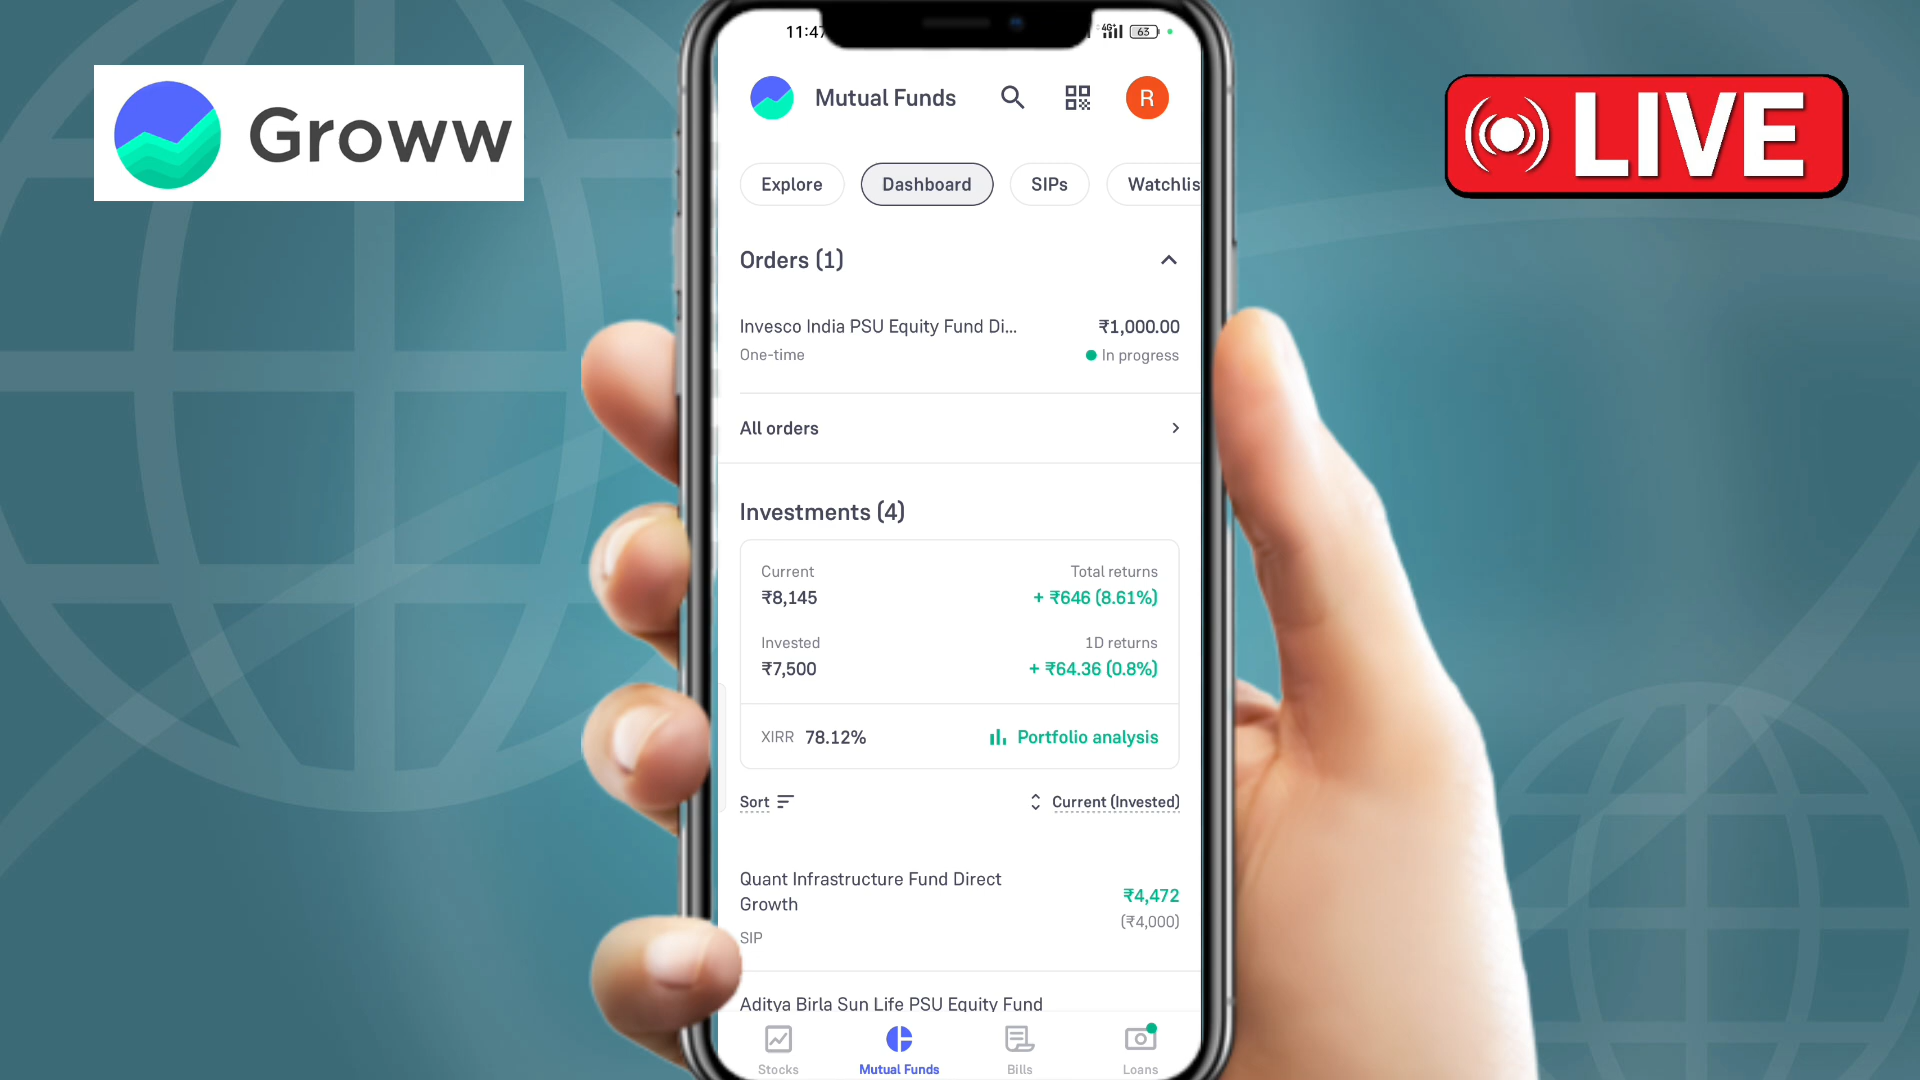 Groww
LIVE
11:47
4G+
63
Mutual Funds
R
Explore
Dashboard
SIPs
Watchlis
Orders (1)
Invesco India PSU Equity Fund Di...
₹1,000.00
One-time
In progress
All orders
Investments (4)
Current
Total returns
₹8,145
+ ₹646 (8.61%)
Invested
1D returns
₹7,500
+ ₹64.36 (0.8%)
XIRR 78.12%
Portfolio analysis
Sort
Current (Invested)
Quant Infrastructure Fund Direct
Growth
₹4,472
(₹4,000)
SIP
Aditya Birla Sun Life PSU Equity Fund
Stocks
Mutual Funds
Bills
Loans